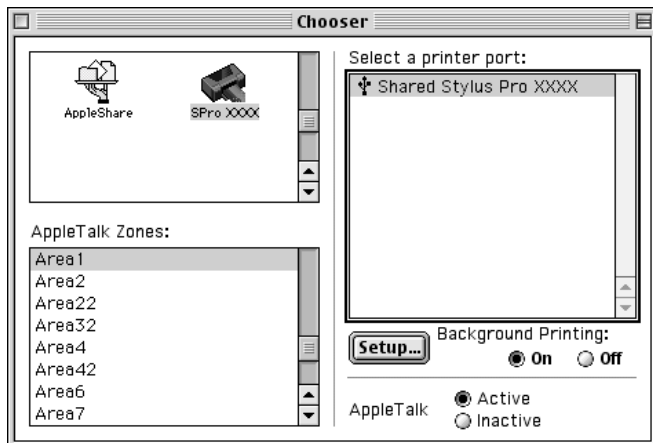 Chooser
AppleShare
SPro XXXX
AppleTalk Zones:
Area1
Area2
Area22
Area32
Area4
Area42
Area6
Area7
Select a printer port:
Shared Stylus Pro XXXX
Setup...
Background Printing:
On Off
AppleTalk
Active
Inactive